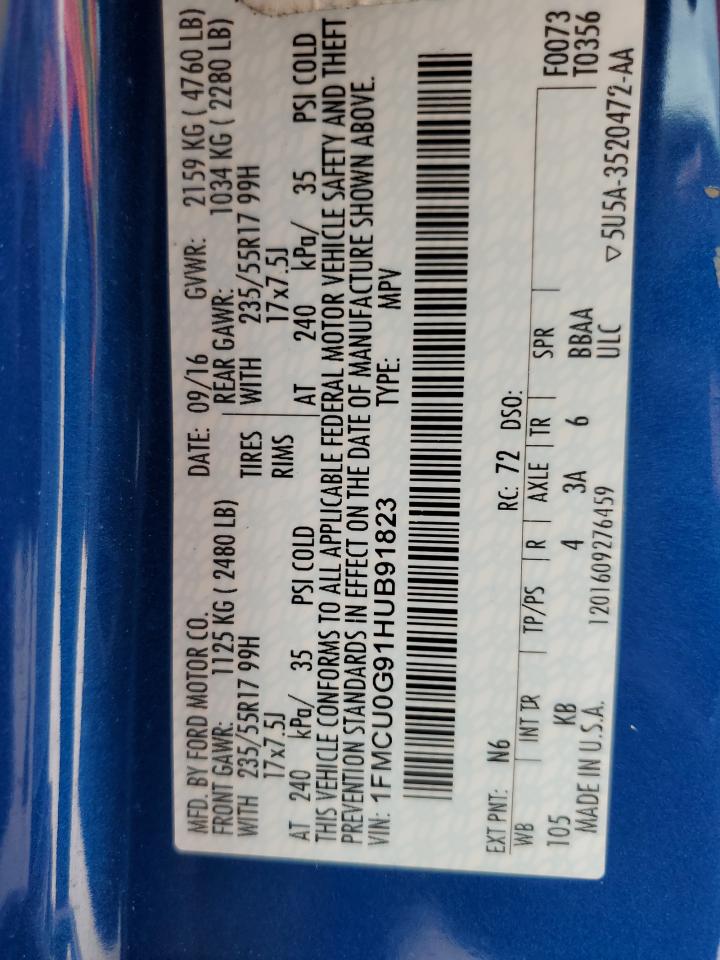 MFD. BY FORD MOTOR CO. DATE: 09/16 GVWR: 2159 KG ( 4760 LB)
FRONT GAWR: 1125 KG ( 2480 LB) REAR GAWR: 1034 KG ( 2280 LB)
WITH 235/55R17 99H TIRES WITH 235/55R17 99H
17x7.5J RIMS 17x7.5J
AT 240 kPa/ 35 PSI COLD AT 240 kPa/ 35 PSI COLD
THIS VEHICLE CONFORMS TO ALL APPLICABLE FEDERAL MOTOR VEHICLE SAFETY AND THEFT
PREVENTION STANDARDS IN EFFECT ON THE DATE OF MANUFACTURE SHOWN ABOVE.
VIN: 1FMCU0G91HUB91823 TYPE: MPV
EXT PNT: N6 RC: 72 DSO:
WB INT TR TP/PS R AXLE TR SPR F0073
105 KB 4 3A 6 BBAA T0356
MADE IN U.S.A. 1201609276459 ULC ▽ 5U5A-3520472-AA